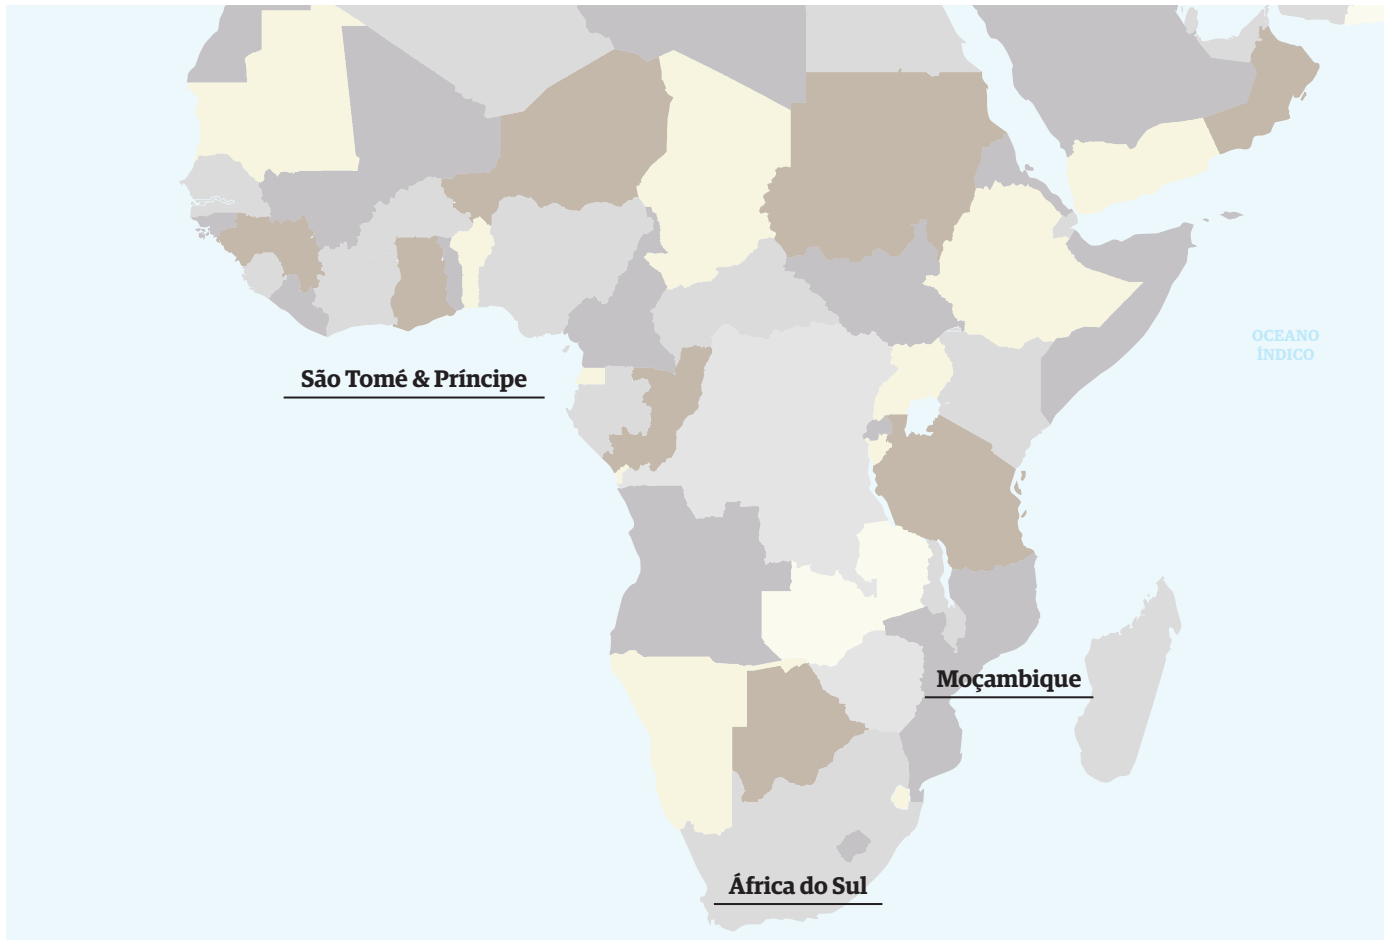 OCEANO
ÍNDICO
São Tomé & Príncipe
Moçambique
África do Sul